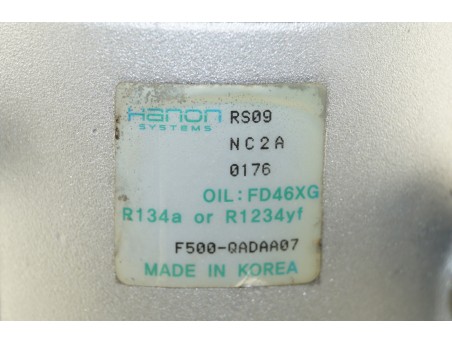 Hanon RS09
SYSTEMS
NC2A
0176
OIL: FD46XG
R134a or R1234yf
F500-QADAA07
MADE IN KOREA